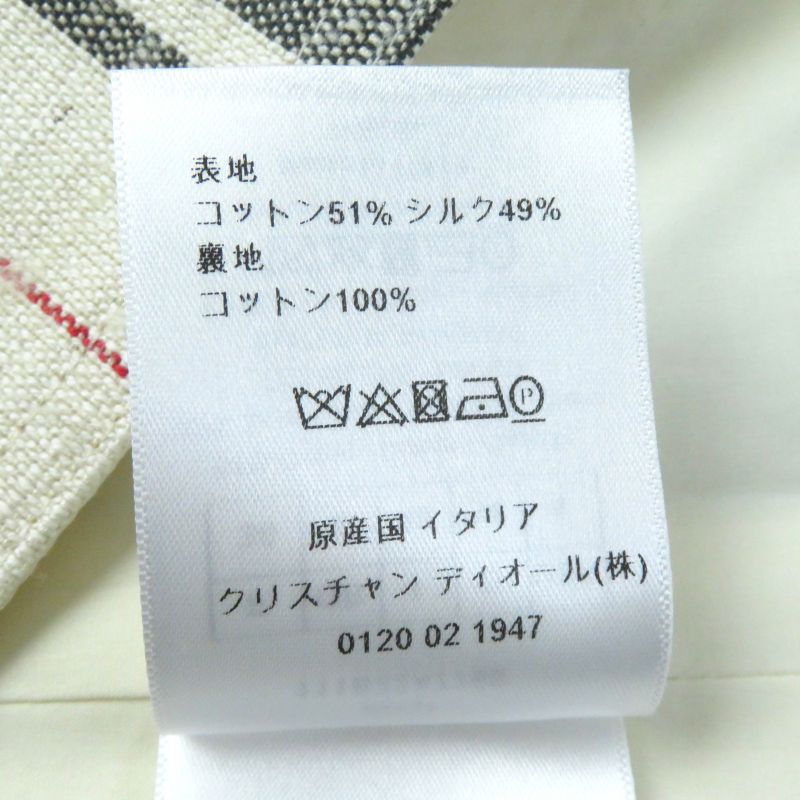 表地
コットン51% シルク49%
裏地
コットン100%
P
原産国 イタリア
クリスチャン ディオール(株)
0120 02 1947